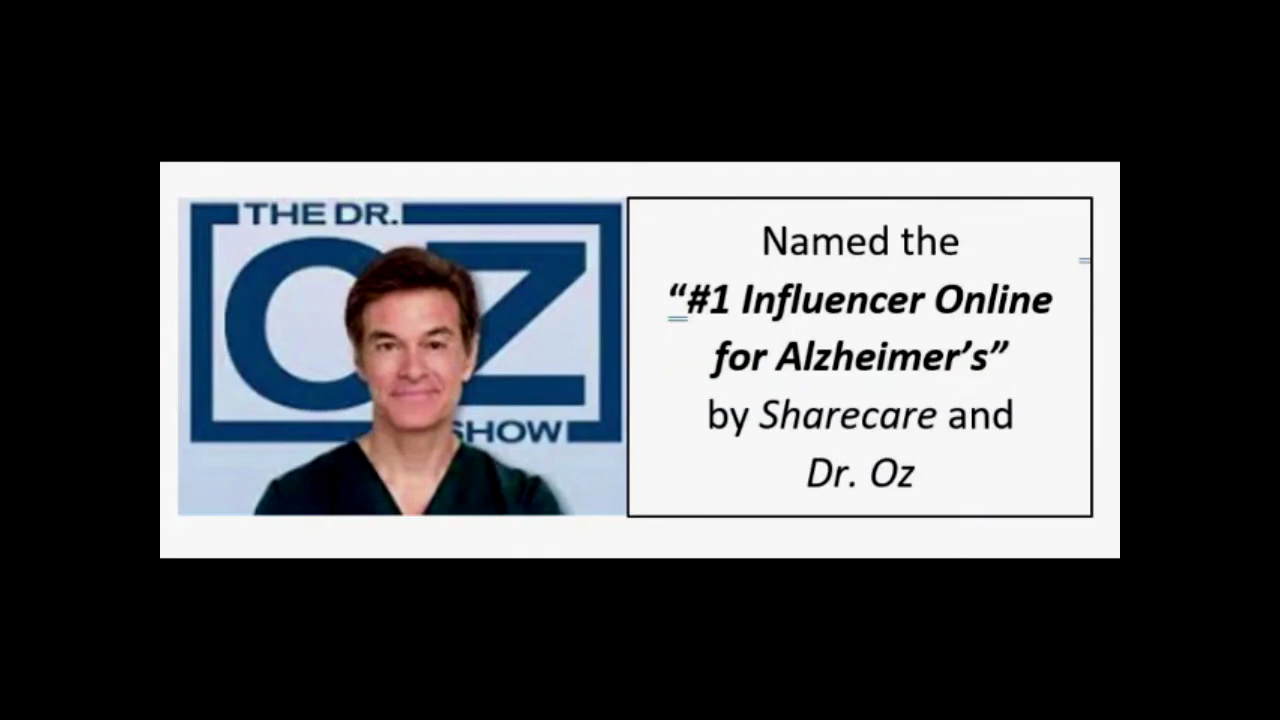 THE DR.
OZ
SHOW
Named the
“#1 Influencer Online
for Alzheimer’s”
by Sharecare and
Dr. Oz